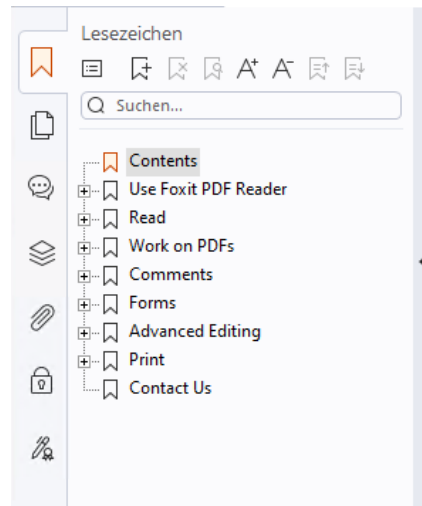 Lesezeichen
A+ A-
Suchen...
Contents
Use Foxit PDF Reader
Read
Work on PDFs
Comments
Forms
Advanced Editing
Print
Contact Us